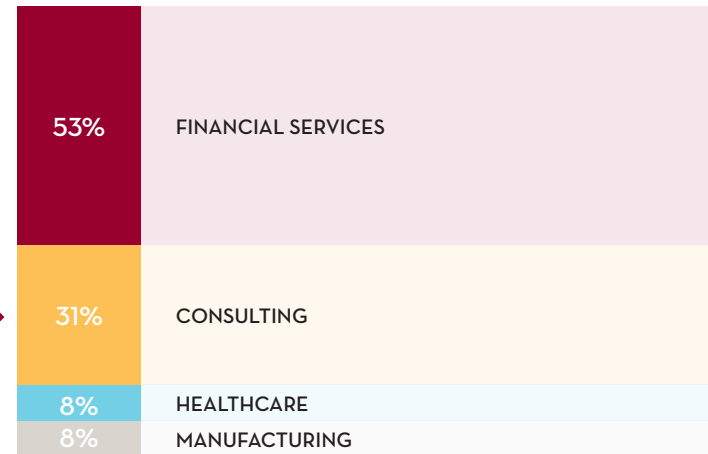 53% FINANCIAL SERVICES
31% CONSULTING
8% HEALTHCARE
8% MANUFACTURING